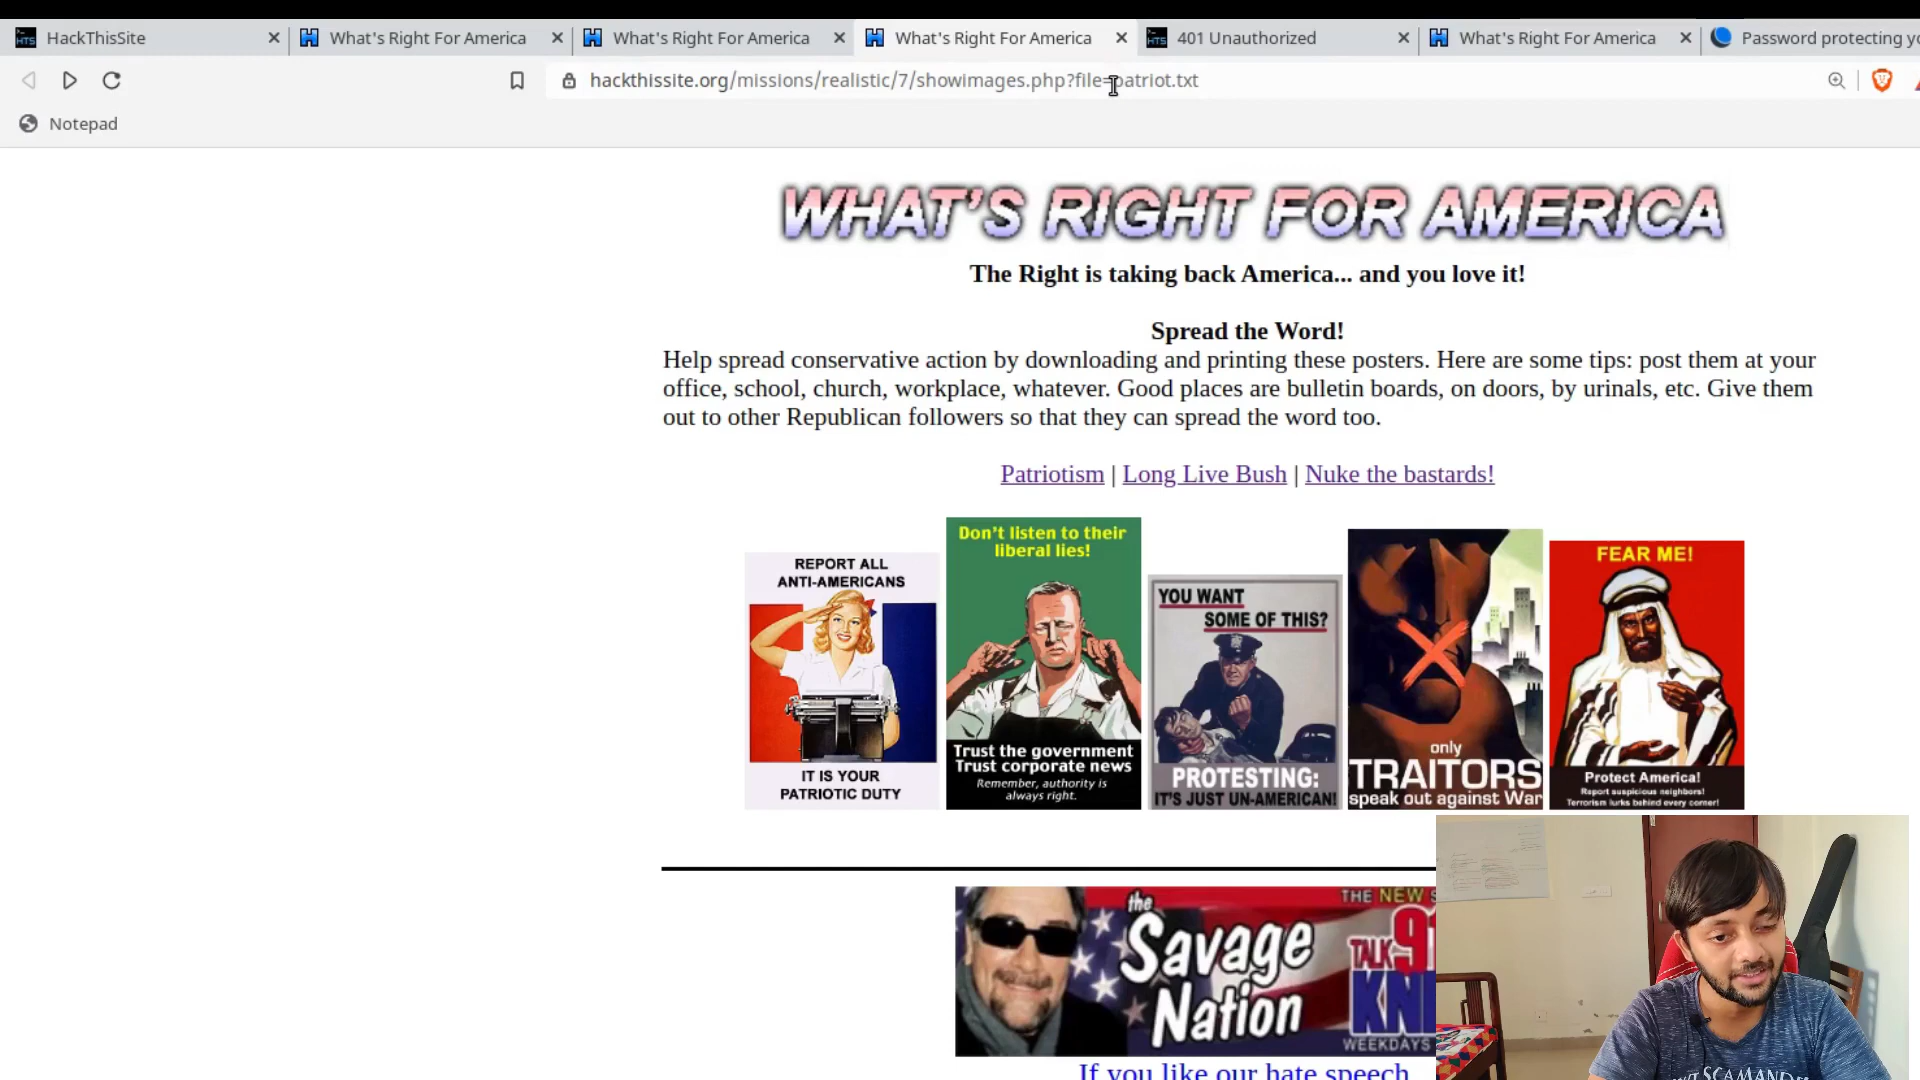 HackThisSite
What's Right For America
What's Right For America
What's Right For America
401 Unauthorized
What's Right For America
Password protecting yo
hackthissite.org/missions/realistic/7/showimages.php?file=patriot.txt
Notepad
WHAT'S RIGHT FOR AMERICA
The Right is taking back America... and you love it!
Spread the Word!
Help spread conservative action by downloading and printing these posters. Here are some tips: post them at your
office, school, church, workplace, whatever. Good places are bulletin boards, on doors, by urinals, etc. Give them
out to other Republican followers so that they can spread the word too.
Patriotism | Long Live Bush | Nuke the bastards!
REPORT ALL
ANTI-AMERICANS
IT IS YOUR
PATRIOTIC DUTY
Don't listen to their
liberal lies!
Trust the government
Trust corporate news
Remember, authority is
always right.
YOU WANT
SOME OF THIS?
PROTESTING:
IT'S JUST UN-AMERICAN!
only
TRAITORS
speak out against War
FEAR ME!
Protect America!
Report suspicious neighbors!
Terrorism lurks behind every corner!
the
Savage
Nation
THE NEW S
TALK 91
KN
WEEKDAYS
If you like our hate speech